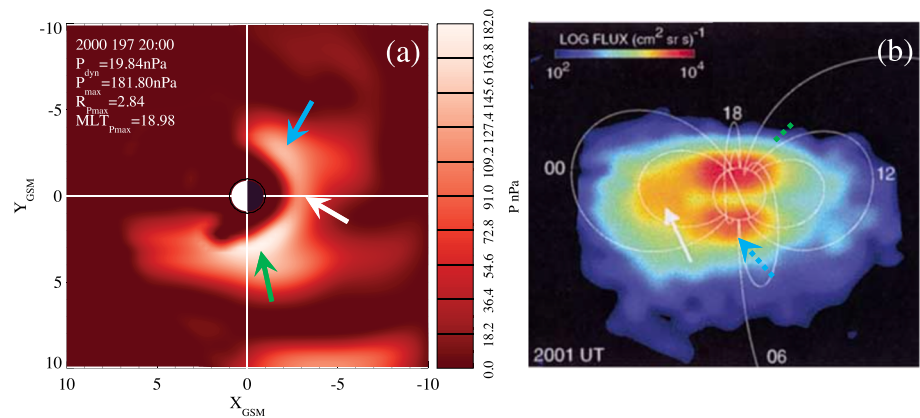 2000 197 20:00
(a)
P_dyn=19.84nPa
P_max=181.80nPa
R_Pmax=2.84
MLT_Pmax=18.98
-10
-5
0
5
10
Y_GSM
10
5
0
-5
-10
X_GSM
182.0
163.8
145.6
127.4
109.2
91.0
72.8
54.6
36.4
18.2
0.0
P nPa
LOG FLUX (cm² sr s)⁻¹
(b)
10² 10⁴
18
00
12
06
2001 UT